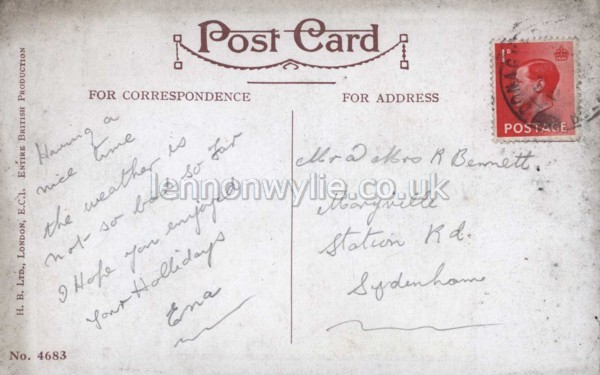 Post Card
FOR CORRESPONDENCE
FOR ADDRESS
1D
POSTAGE
H. B. LTD., LONDON, E.C.1. ENTIRE BRITISH PRODUCTION
Having a
nice time
the weather is
not so bad so far
I Hope you enjoyed
your Hollidays
Ena
Mr & Mrs R Bennett
Maryville
Station Rd.
Sydenham
lennonwylie.co.uk
No. 4683